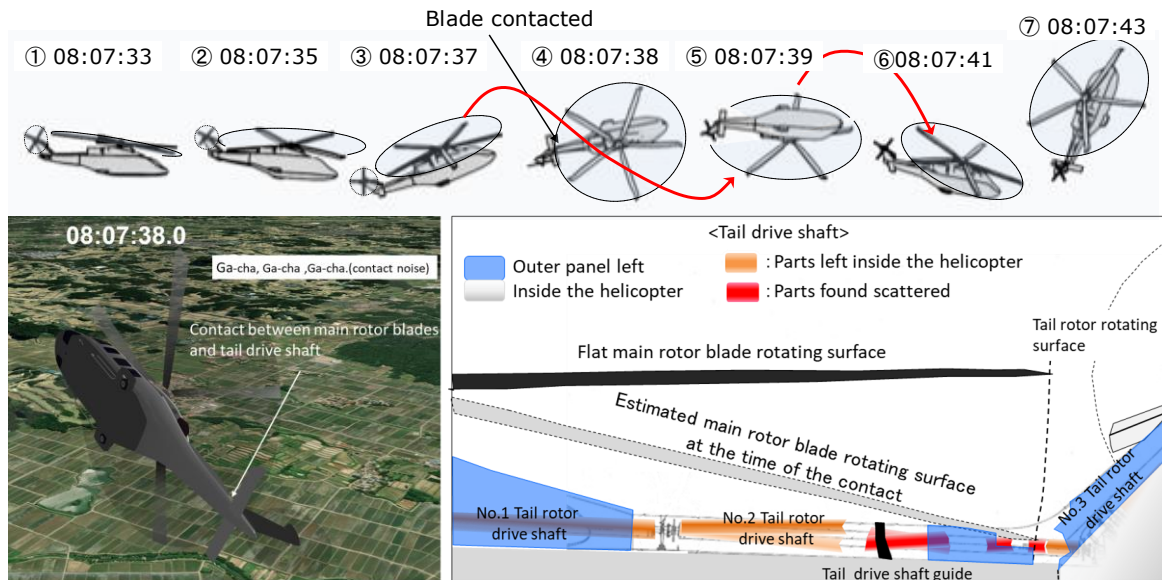 Blade contacted
① 08:07:33
② 08:07:35
③ 08:07:37
④ 08:07:38
⑤ 08:07:39
⑥08:07:41
⑦ 08:07:43
08:07:38.0
Ga-cha, Ga-cha ,Ga-cha.(contact noise)
Contact between main rotor blades
and tail drive shaft
<Tail drive shaft>
Outer panel left
: Parts left inside the helicopter
Inside the helicopter
: Parts found scattered
Tail rotor rotating
surface
Flat main rotor blade rotating surface
Estimated main rotor blade rotating surface
at the time of the contact
No.1 Tail rotor
drive shaft
No.2 Tail rotor
drive shaft
No.3 Tail rotor
drive shaft
Tail drive shaft guide